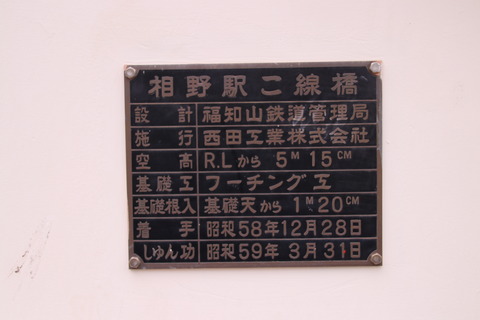 相野駅こ線橋
設計 福知山鉄道管理局
施行 西田工業株式会社
空高 R.Lから 5M 15CM
基礎工 フーチング工
基礎根入 基礎天から 1M 20CM
着手 昭和58年12月28日
しゅん功 昭和59年 3月31日